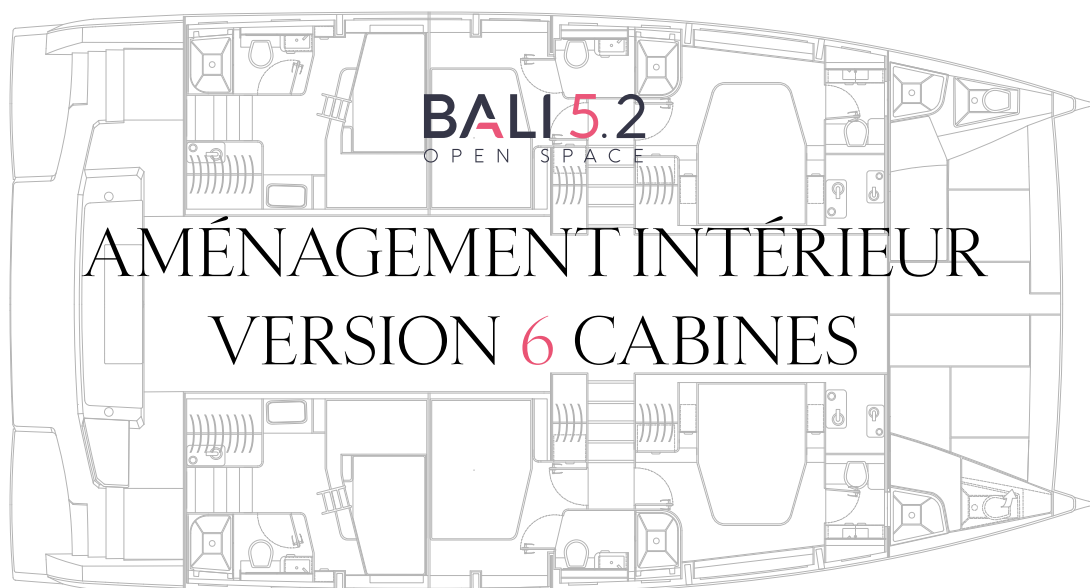 BALI 5.2
OPEN SPACE
AMÉNAGEMENT INTÉRIEUR
VERSION 6 CABINES